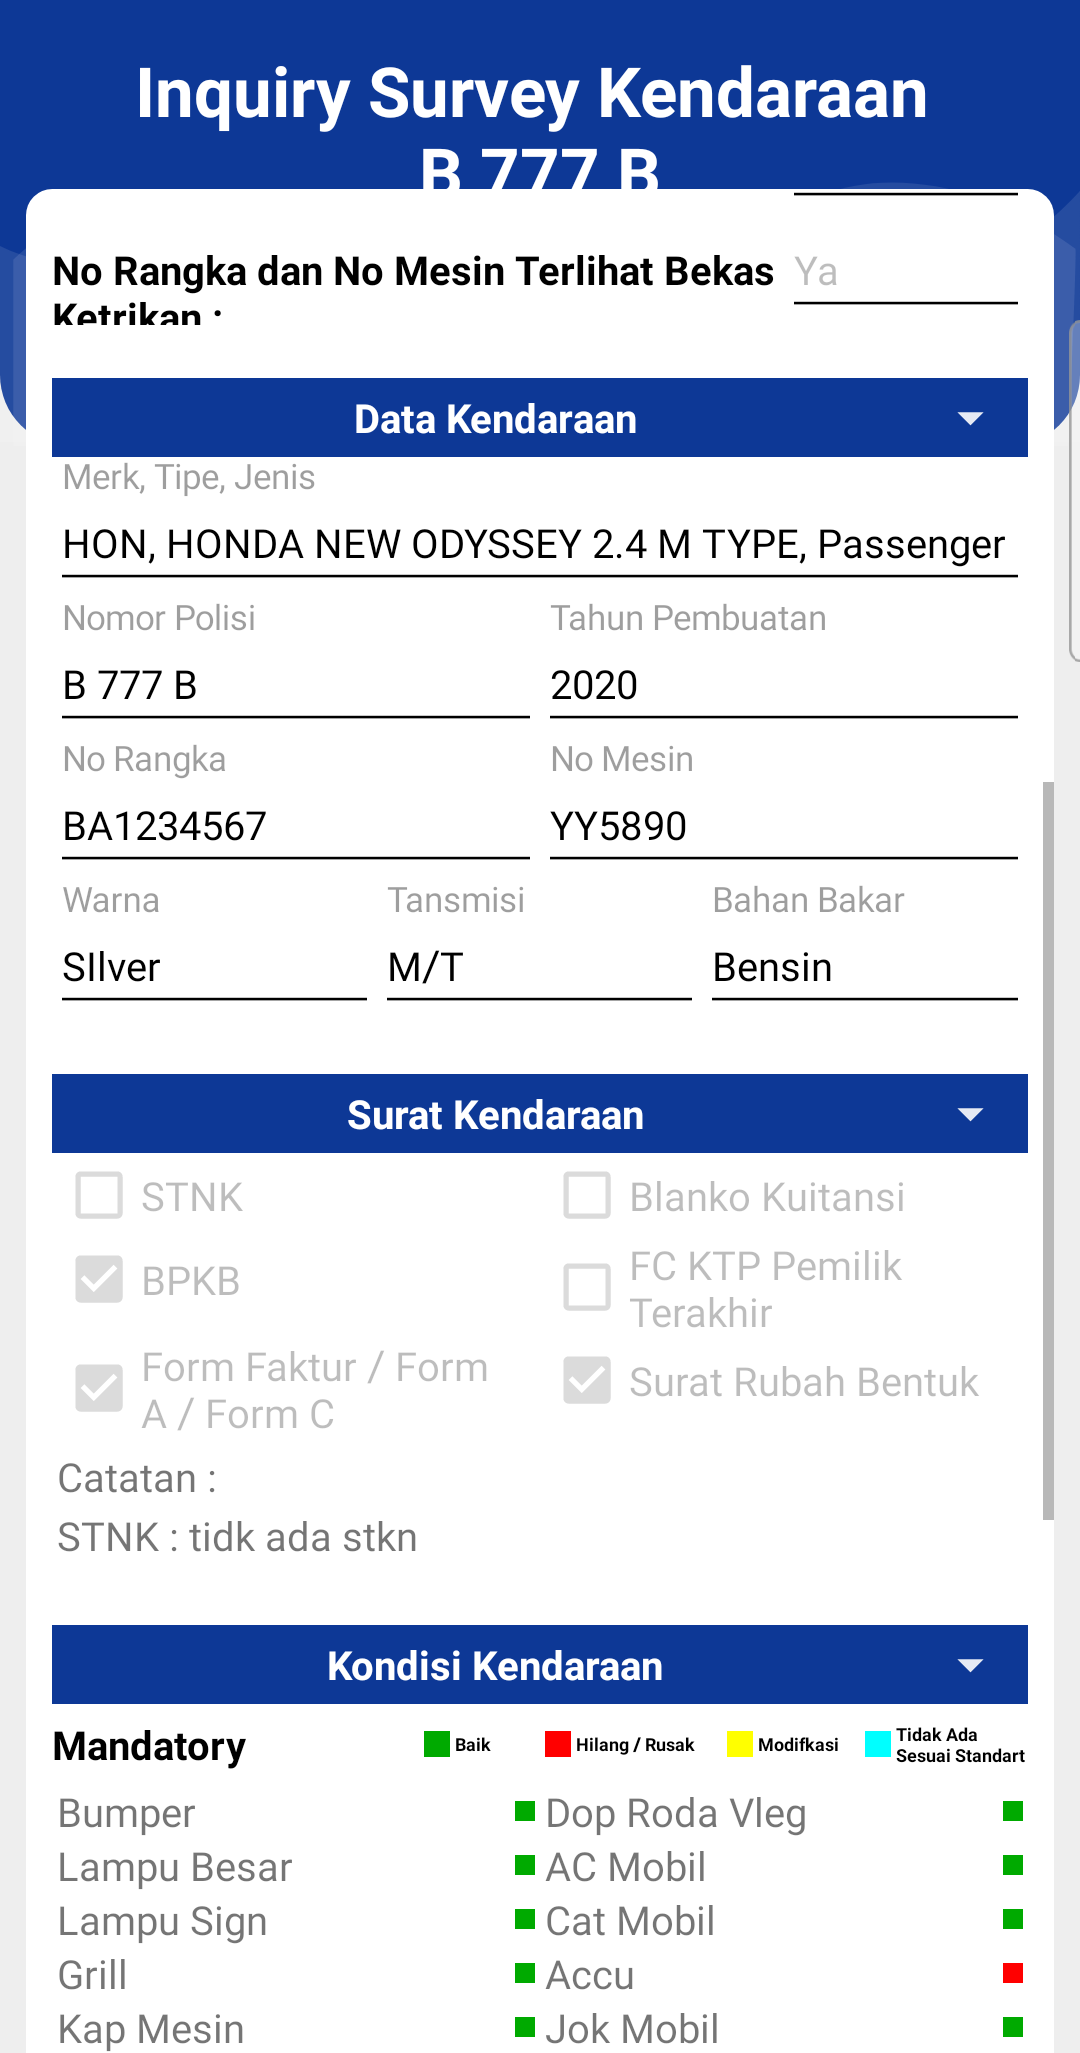 Inquiry Survey Kendaraan
B 777 B
No Rangka dan No Mesin Terlihat Bekas
Ketrikan :
Ya
Data Kendaraan
Merk, Tipe, Jenis
HON, HONDA NEW ODYSSEY 2.4 M TYPE, Passenger
Nomor Polisi
Tahun Pembuatan
B 777 B
2020
No Rangka
No Mesin
BA1234567
YY5890
Warna
Tansmisi
Bahan Bakar
SIlver
M/T
Bensin
Surat Kendaraan
STNK
Blanko Kuitansi
BPKB
FC KTP Pemilik
Terakhir
Form Faktur / Form
A / Form C
Surat Rubah Bentuk
Catatan :
STNK : tidk ada stkn
Kondisi Kendaraan
Mandatory
Baik
Hilang / Rusak
Modifkasi
Tidak Ada
Sesuai Standart
Bumper
Dop Roda Vleg
Lampu Besar
AC Mobil
Lampu Sign
Cat Mobil
Grill
Accu
Kap Mesin
Jok Mobil